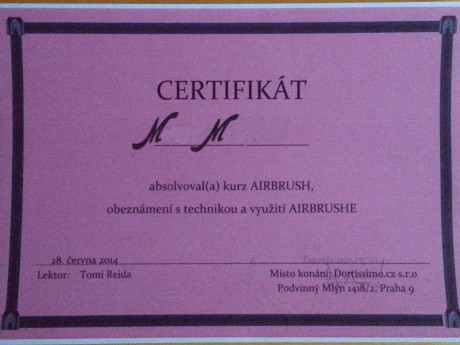 CERTIFIKÁT
M M
absolvoval(a) kurz AIRBRUSH,
obeznámení s technikou a využití AIRBRUSHE
28. června 2014
Lektor: Tomi Reida
Místo konání: Dortissimo.cz s.r.o
Podvinný Mlýn 1418/2, Praha 9